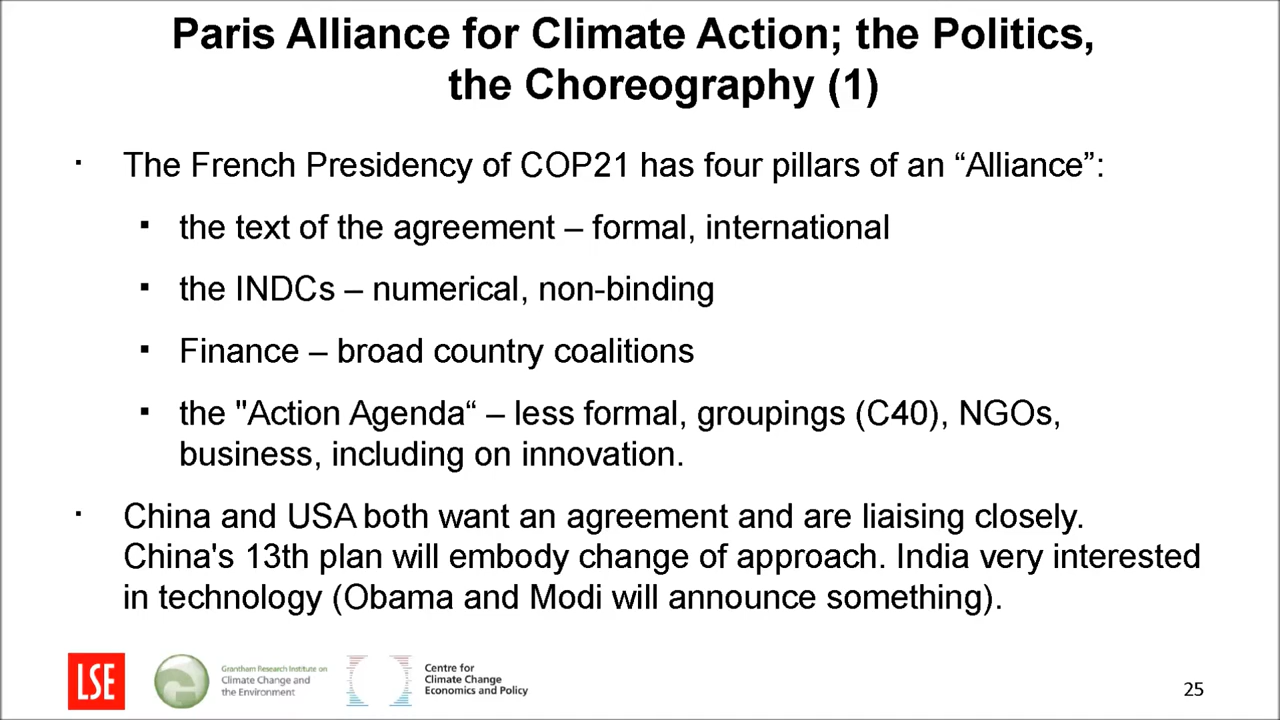 Paris Alliance for Climate Action; the Politics,
the Choreography (1)
▪ The French Presidency of COP21 has four pillars of an “Alliance”:
▪ the text of the agreement – formal, international
▪ the INDCs – numerical, non-binding
▪ Finance – broad country coalitions
▪ the "Action Agenda“ – less formal, groupings (C40), NGOs,
business, including on innovation.
▪ China and USA both want an agreement and are liaising closely.
China's 13th plan will embody change of approach. India very interested
in technology (Obama and Modi will announce something).
LSE
Grantham Research Institute on
Climate Change and
the Environment
Centre for
Climate Change
Economics and Policy
25